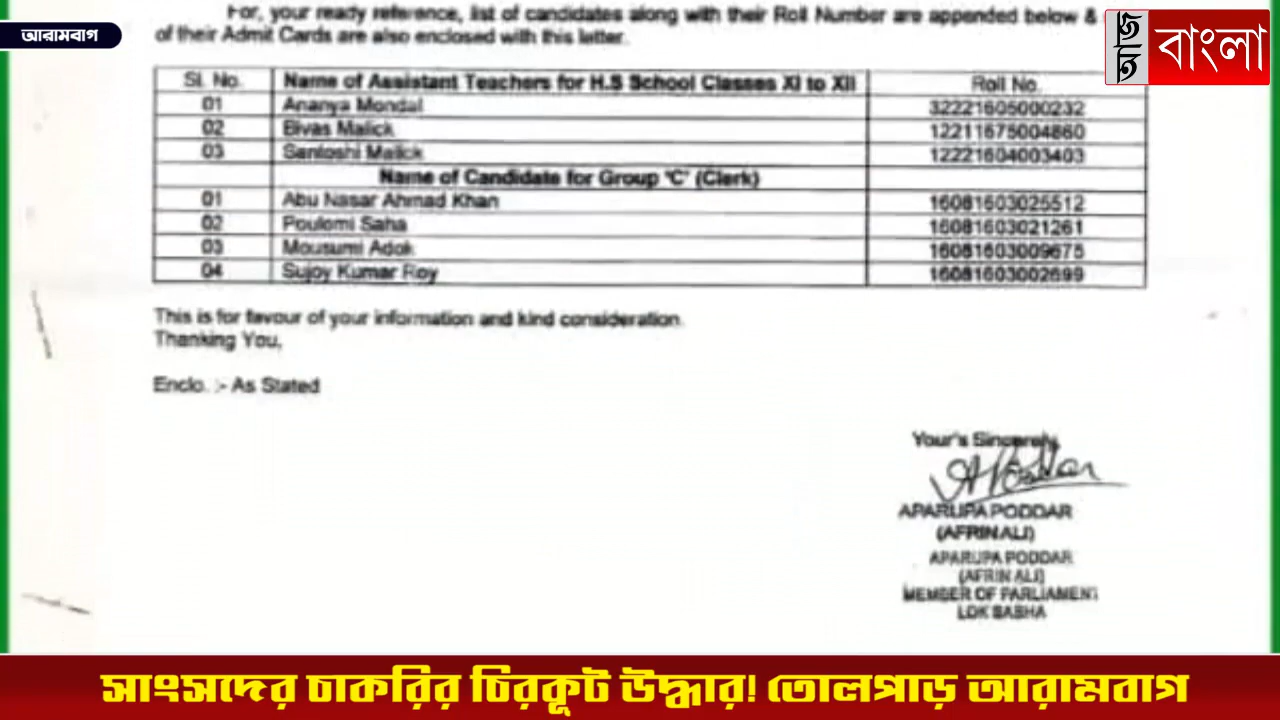 For, your ready reference, list of candidates along with their Roll Number are appended below &
আরামবাগ
of their Admit Cards are also enclosed with this letter.
আজ বাংলা
Sl. No. Name of Assistant Teachers for H.S School Classes XI to XII Roll No.
01 Ananya Mondal 32221605000232
02 Bivas Malick 12211675004860
03 Santoshi Malick 12221604003403
Name of Candidate for Group 'C' (Clerk)
01 Abu Nasar Ahmad Khan 16081603025512
02 Poulomi Saha 16081603021261
03 Mousumi Adok 16081603009675
04 Sujoy Kumar Roy 16081603002699
This is for favour of your information and kind consideration.
Thanking You,
Enclo. :- As Stated
Your's Sincerely,
APoddar
APARUPA PODDAR
(AFRIN ALI)
APARUPA PODDAR
(AFRIN ALI)
MEMBER OF PARLIAMENT
LOK SABHA
সাংসদের চাকরির চিরকূট উদ্ধার! তোলপাড় আরামবাগ